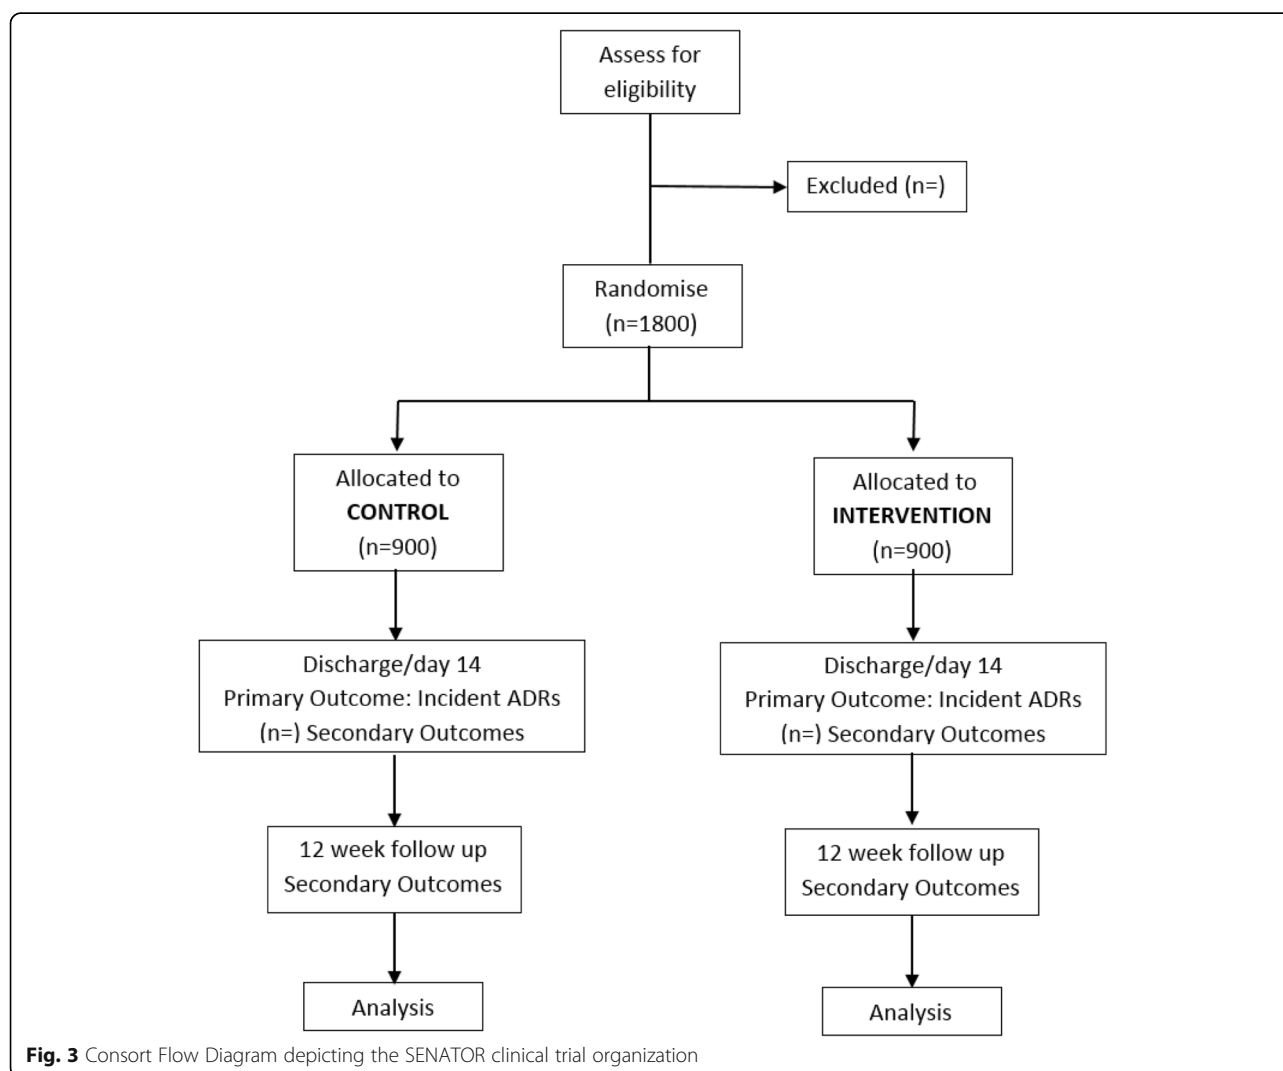 Assess for
eligibility
Excluded (n=)
Randomise
(n=1800)
Allocated to
CONTROL
(n=900)
Allocated to
INTERVENTION
(n=900)
Discharge/day 14
Primary Outcome: Incident ADRs
(n=) Secondary Outcomes
Discharge/day 14
Primary Outcome: Incident ADRs
(n=) Secondary Outcomes
12 week follow up
Secondary Outcomes
12 week follow up
Secondary Outcomes
Analysis
Analysis
Fig. 3 Consort Flow Diagram depicting the SENATOR clinical trial organization